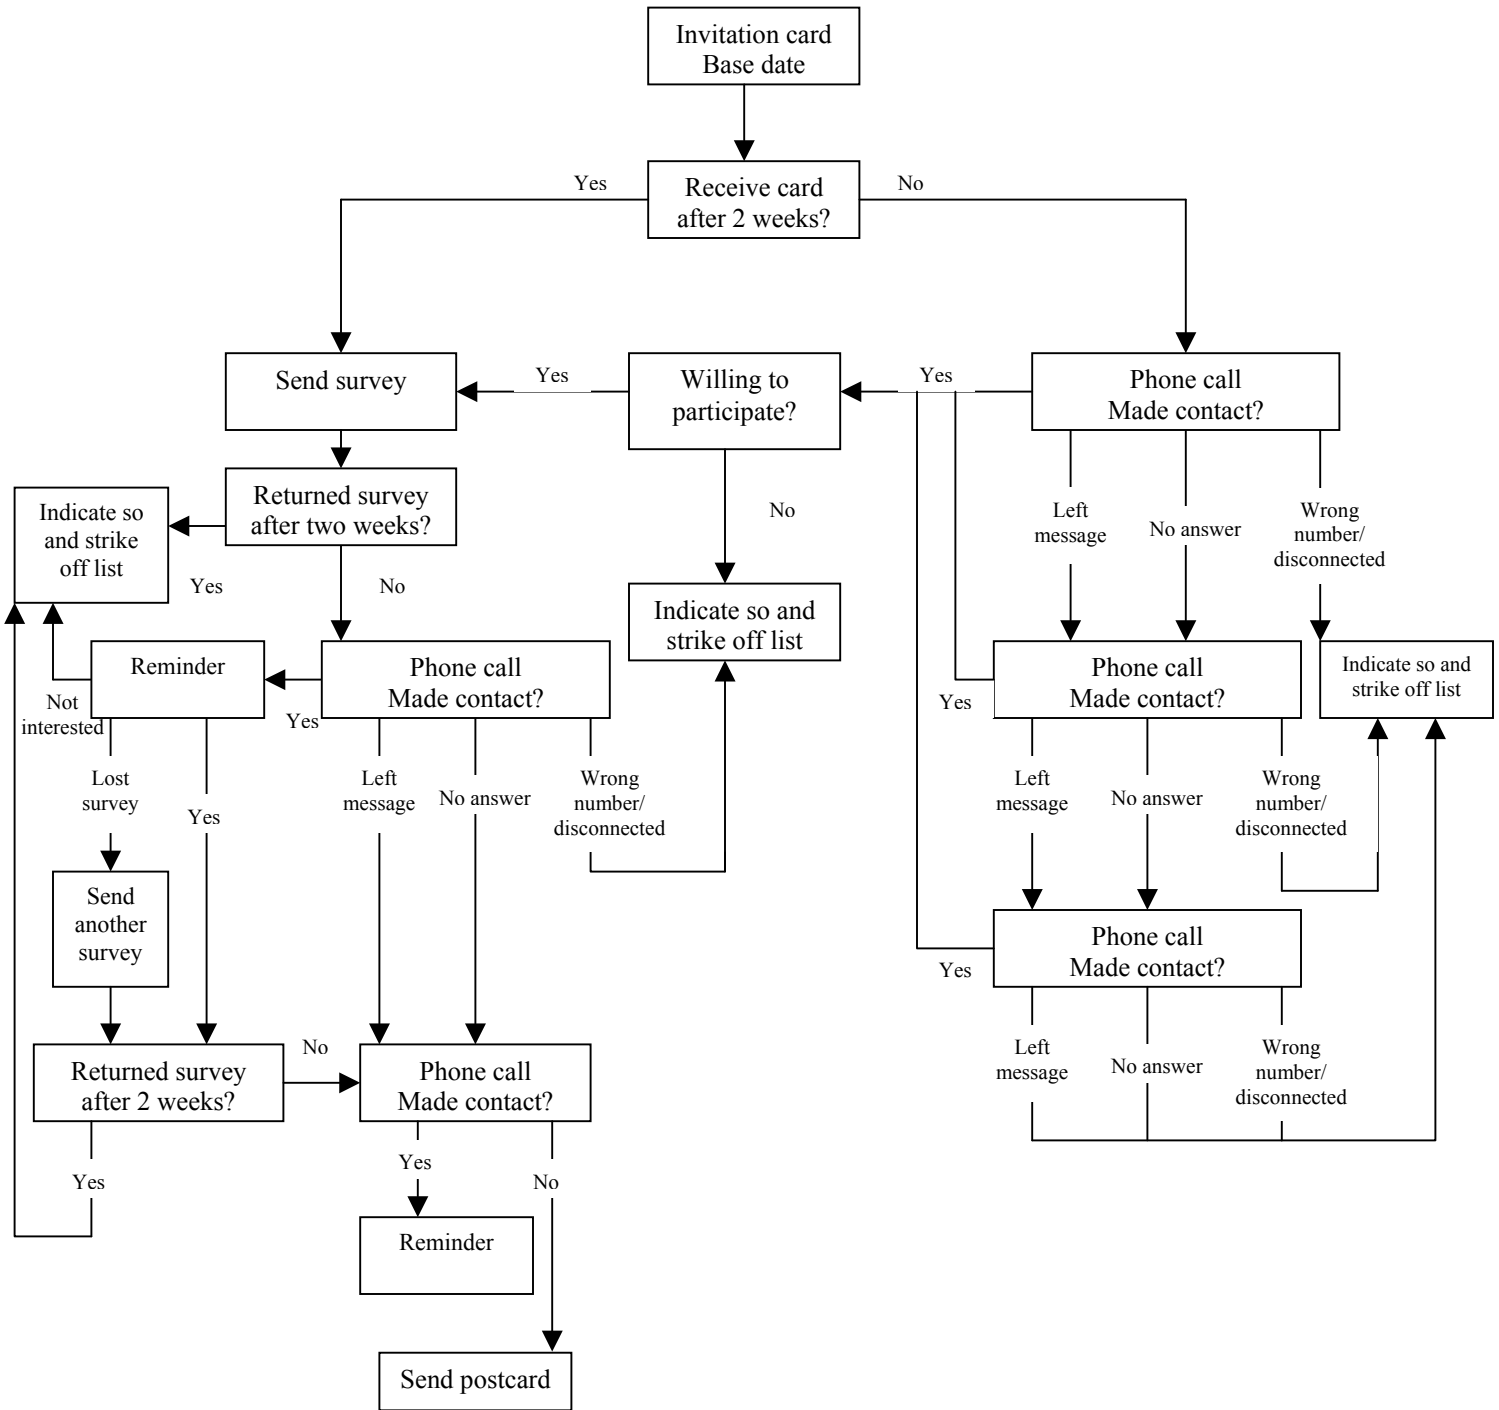 Invitation card
Base date
Yes
Receive card
after 2 weeks?
No
Send survey
Yes
Willing to
participate?
Yes
Phone call
Made contact?
Returned survey
after two weeks?
Indicate so
and strike
off list
Yes
No
No
Left
message
No answer
Wrong
number/
disconnected
Indicate so and
strike off list
Reminder
Phone call
Made contact?
Yes
Not
interested
Phone call
Made contact?
Yes
Indicate so and
strike off list
Lost
survey
Yes
Left
message
No answer
Wrong
number/
disconnected
Left
message
No answer
Wrong
number/
disconnected
Send
another
survey
Phone call
Made contact?
Yes
Returned survey
after 2 weeks?
No
Phone call
Made contact?
Left
message
No answer
Wrong
number/
disconnected
Yes
Yes
No
Reminder
Send postcard